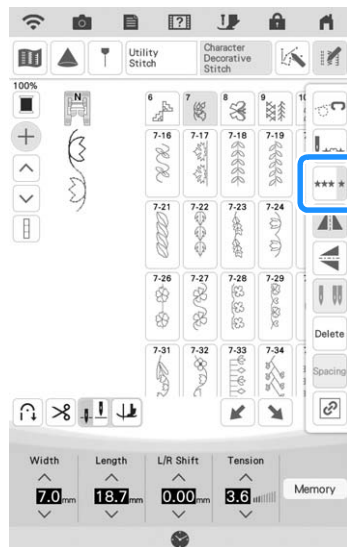 Utility
Stitch
Character
Decorative
Stitch
100%
N
6
7
8
9
10
7-16
7-17
7-18
7-19
7-21
7-22
7-23
7-24
7-26
7-27
7-28
7-29
7-31
7-32
7-33
7-34
Delete
Spacing
Width
Length
L/R Shift
Tension
7.0mm
18.7mm
0.00mm
3.6
Memory